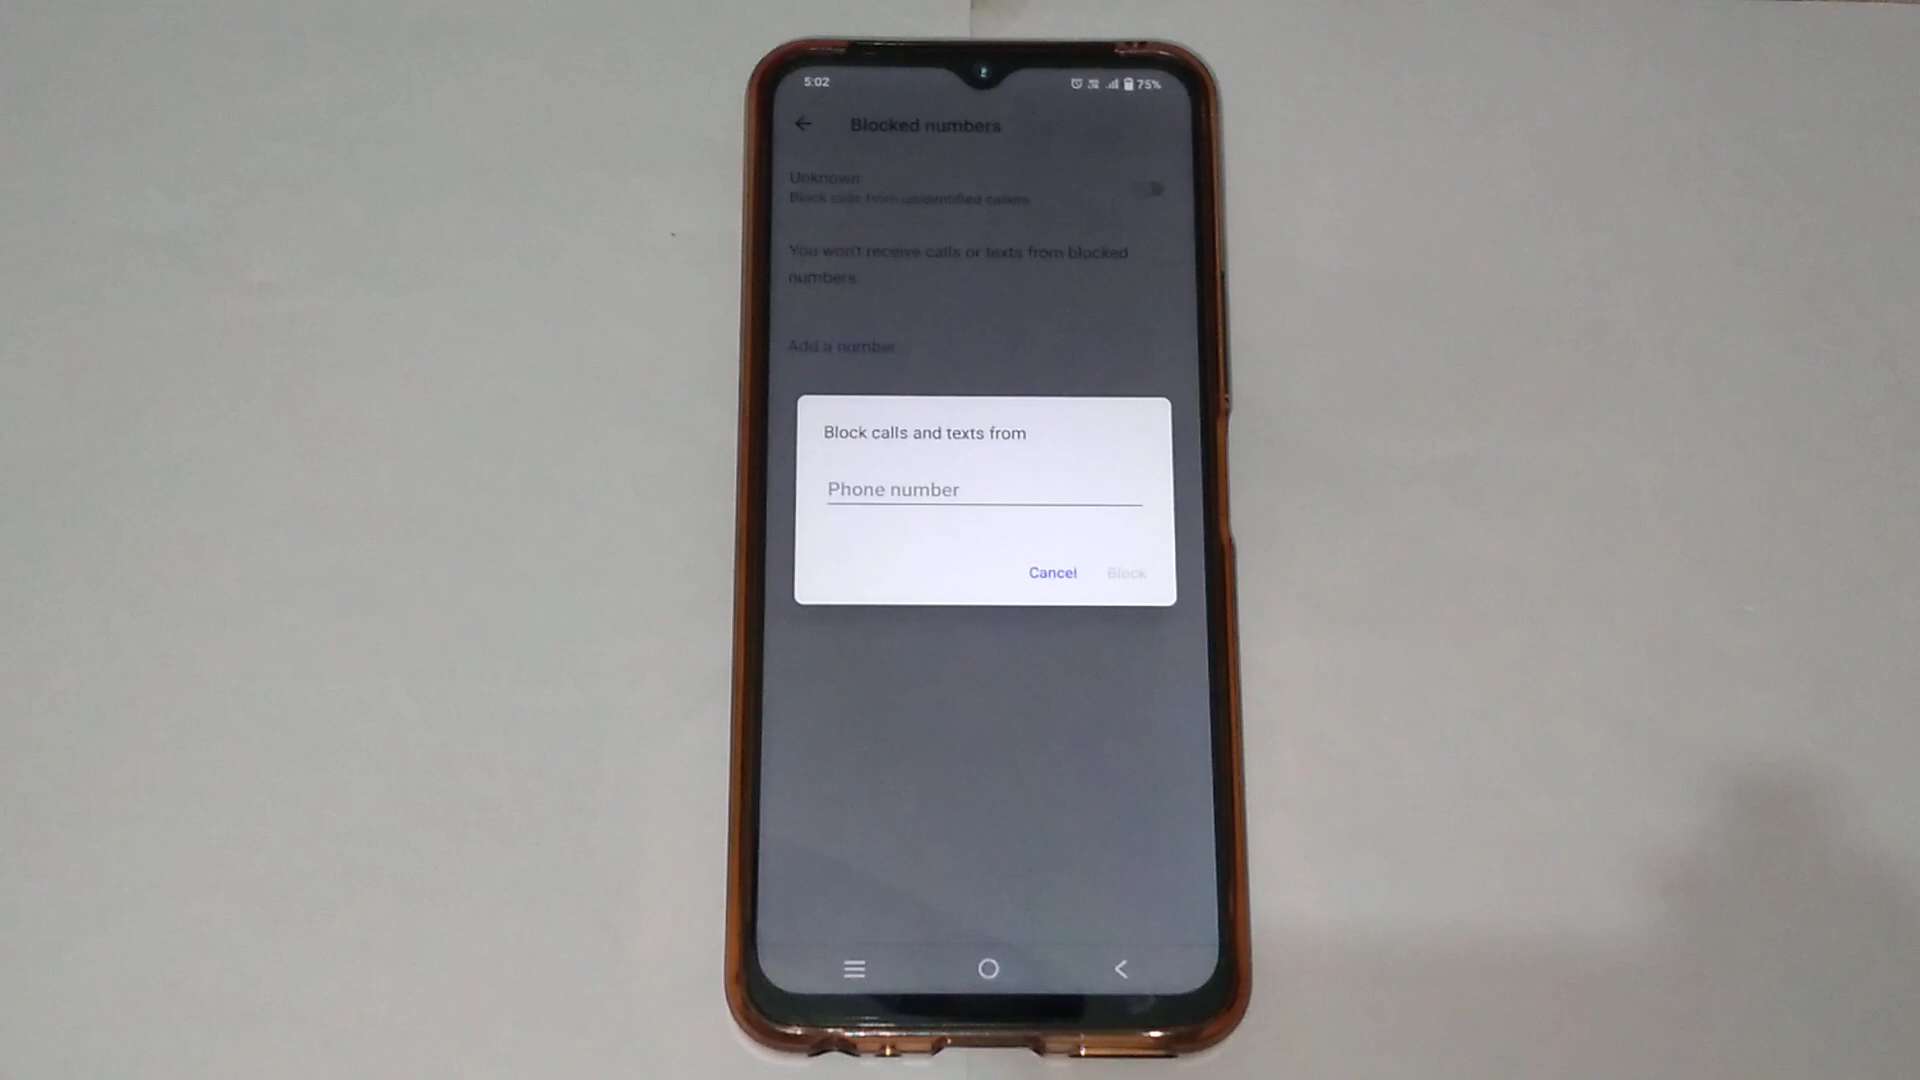 5:02
75%
Blocked numbers
Unknown
Block calls from unidentified callers
You won't receive calls or texts from blocked
numbers.
Add a number
Block calls and texts from
Phone number
Cancel Block